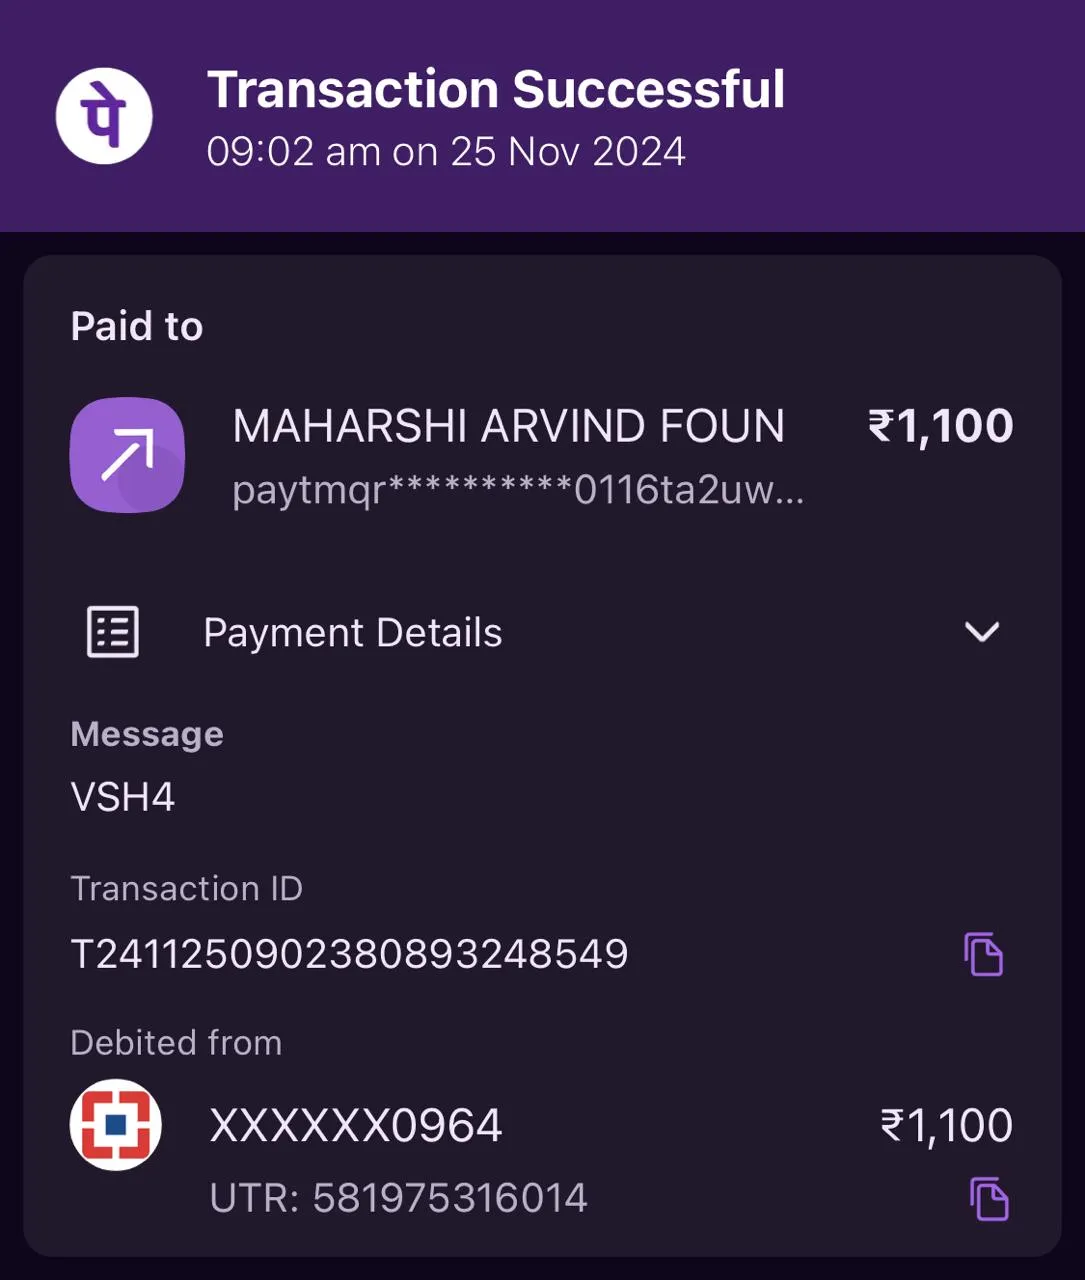 पे
Transaction Successful
09:02 am on 25 Nov 2024
Paid to
MAHARSHI ARVIND FOUN ₹1,100
paytmqr**********0116ta2uw...
Payment Details
Message
VSH4
Transaction ID
T2411250902380893248549
Debited from
XXXXXX0964 ₹1,100
UTR: 581975316014